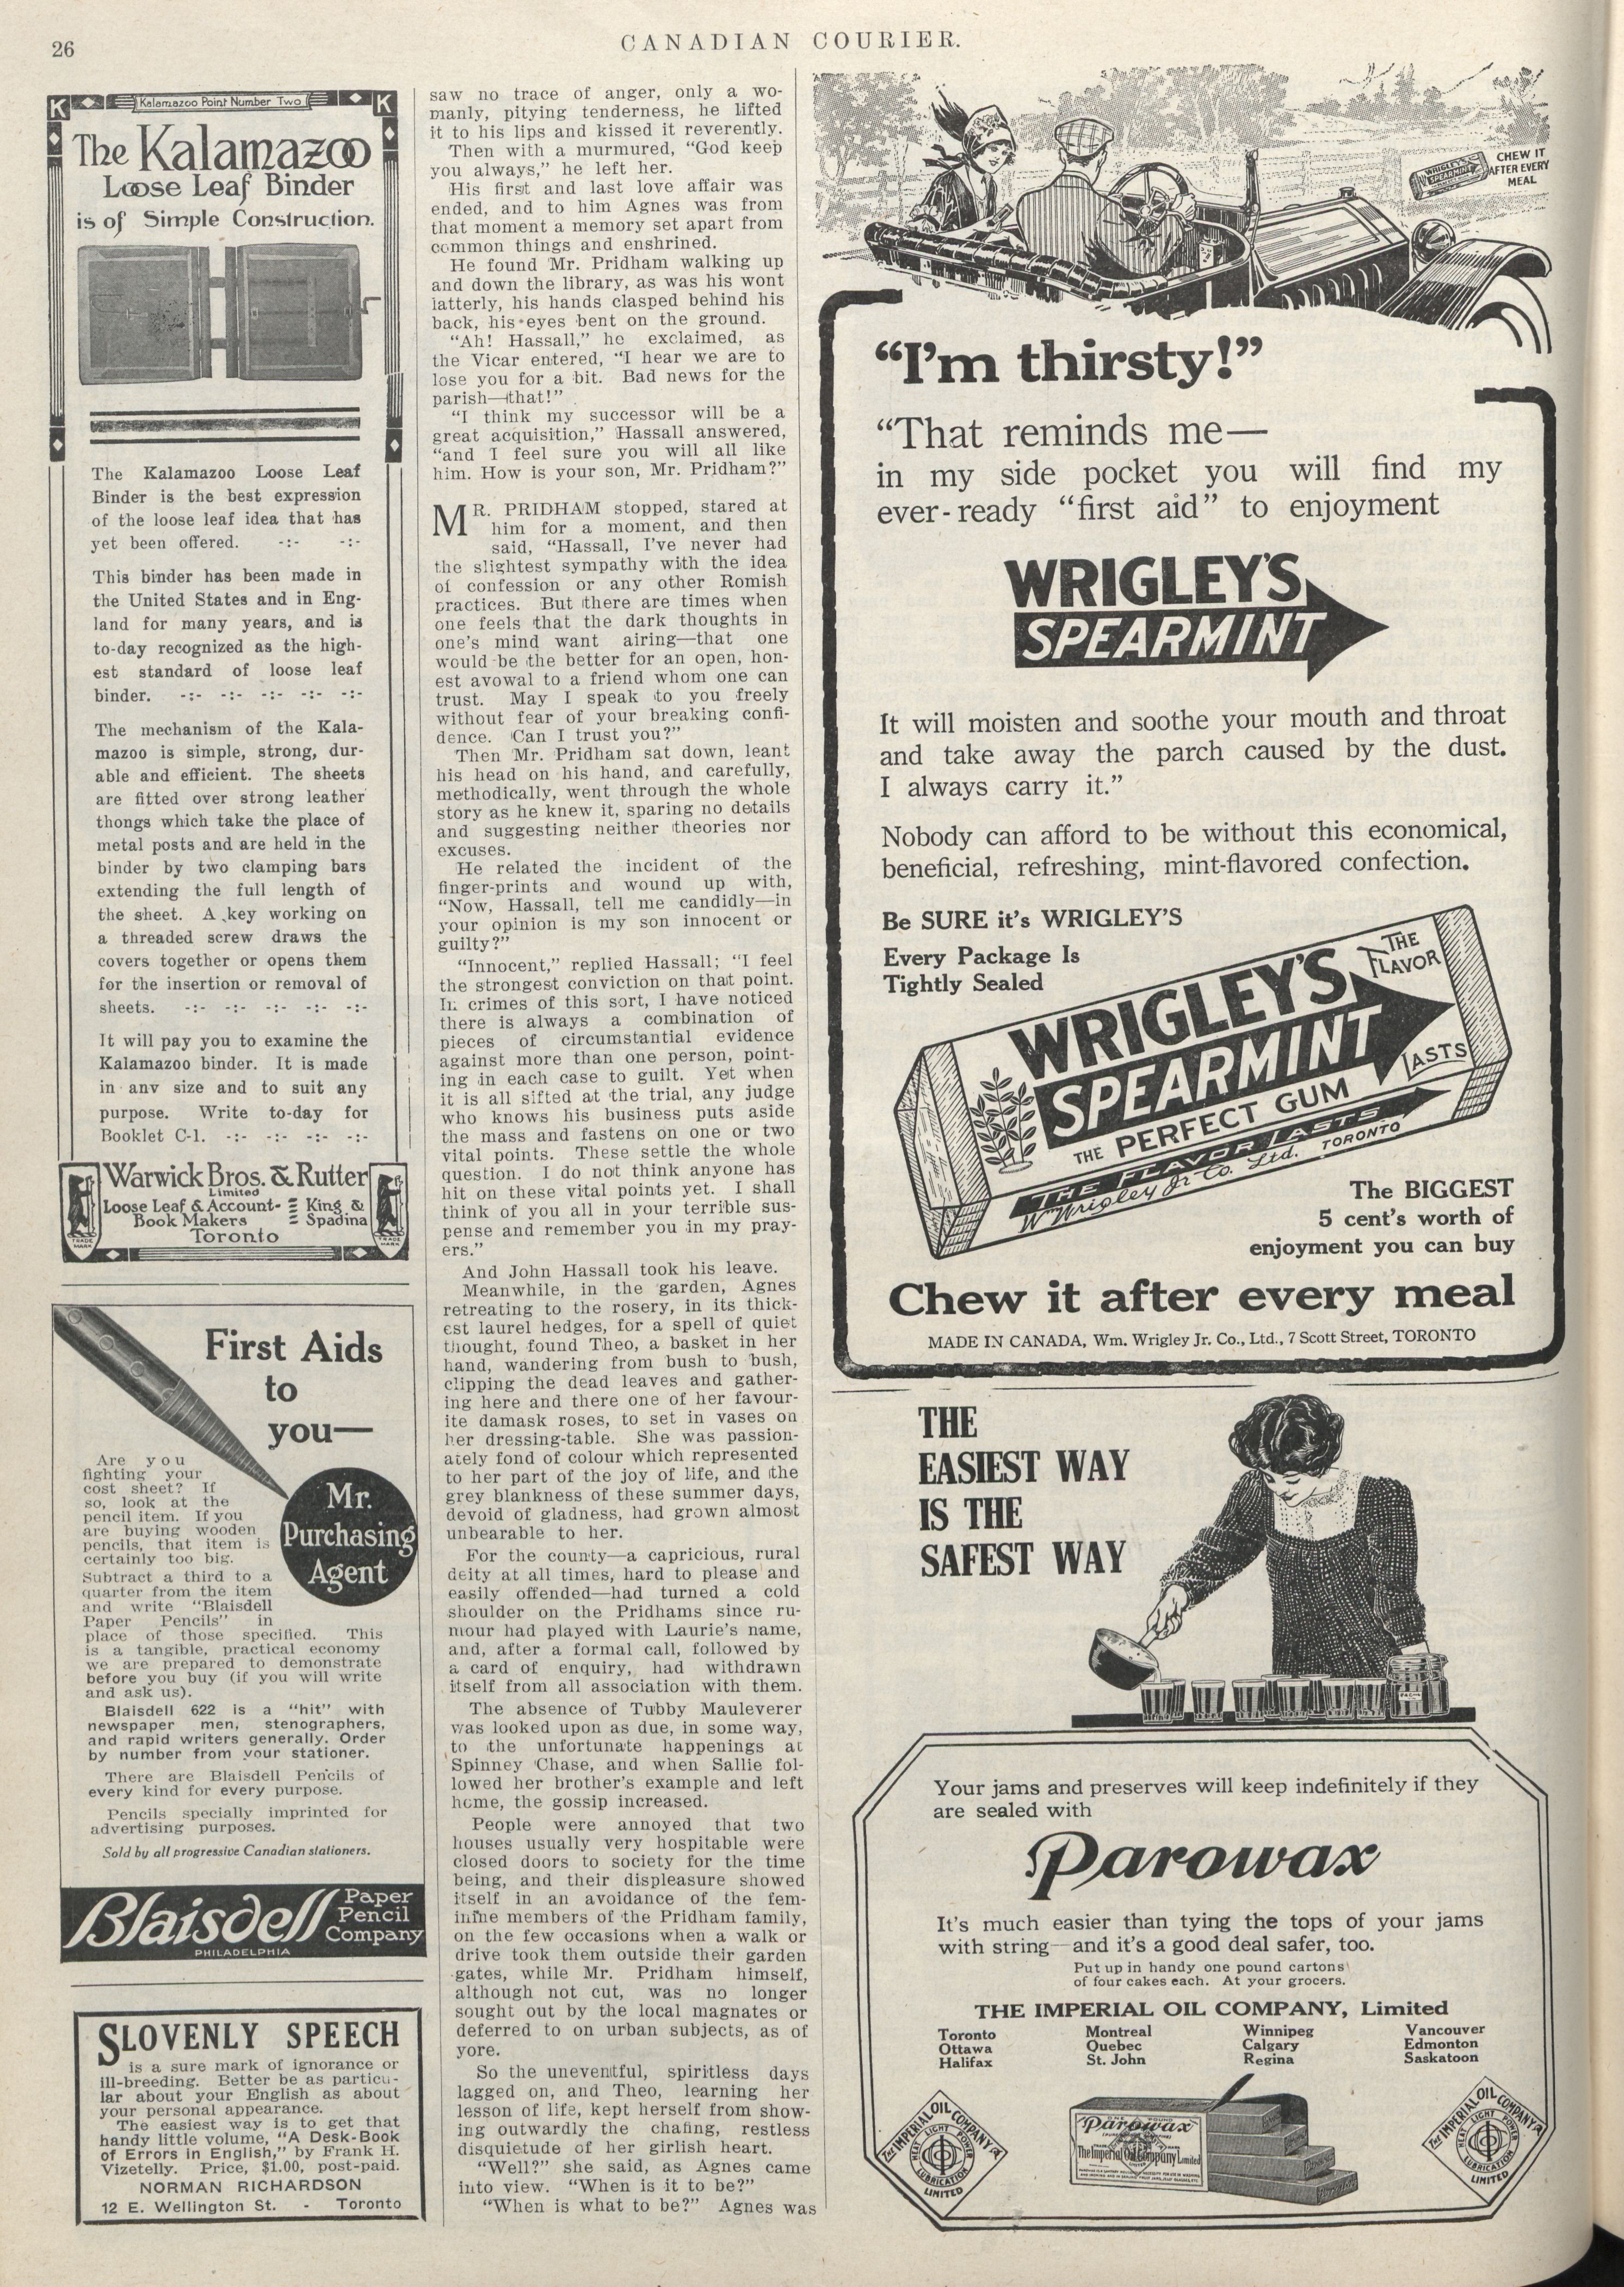 26
CANADIAN COURIER.
K
Kalamazoo Point Number Two
K
The Kalamazoo
Loose Leaf Binder
is of Simple Construction.
The Kalamazoo Loose Leaf
Binder is the best expression
of the loose leaf idea that has
yet been offered. -:- -:-
This binder has been made in
the United States and in Eng-
land for many years, and is
to-day recognized as the high-
est standard of loose leaf
binder. -:- -:- -:- -:- -:-
The mechanism of the Kala-
mazoo is simple, strong, dur-
able and efficient. The sheets
are fitted over strong leather
thongs which take the place of
metal posts and are held in the
binder by two clamping bars
extending the full length of
the sheet. A key working on
a threaded screw draws the
covers together or opens them
for the insertion or removal of
sheets. -:- -:- -:- -:- -:-
It will pay you to examine the
Kalamazoo binder. It is made
in any size and to suit any
purpose. Write to-day for
Booklet C-1. -:- -:- -:- -:-
Warwick Bros. & Rutter
Limited
Loose Leaf & Account-
Book Makers
King &
Spadina
Toronto
TRADE MARK
TRADE MARK
First Aids
to
you—
Mr.
Purchasing
Agent
Are you
fighting your
cost sheet? If
so, look at the
pencil item. If you
are buying wooden
pencils, that item is
certainly too big.
Subtract a third to a
quarter from the item
and write "Blaisdell
Paper Pencils" in
place of those specified. This
is a tangible, practical economy
we are prepared to demonstrate
before you buy (if you will write
and ask us).
Blaisdell 622 is a "hit" with
newspaper men, stenographers,
and rapid writers generally. Order
by number from your stationer.
There are Blaisdell Pencils of
every kind for every purpose.
Pencils specially imprinted for
advertising purposes.
Sold by all progressive Canadian stationers.
Blaisdell Paper
Pencil
Company
PHILADELPHIA
SLOVENLY SPEECH
is a sure mark of ignorance or
ill-breeding. Better be as particu-
lar about your English as about
your personal appearance.
The easiest way is to get that
handy little volume, "A Desk-Book
of Errors in English," by Frank H.
Vizetelly. Price, $1.00, post-paid.
NORMAN RICHARDSON
12 E. Wellington St. - Toronto
saw no trace of anger, only a wo-
manly, pitying tenderness, he lifted
it to his lips and kissed it reverently.
Then with a murmured, "God keep
you always," he left her.
His first and last love affair was
ended, and to him Agnes was from
that moment a memory set apart from
common things and enshrined.
He found Mr. Pridham walking up
and down the library, as was his wont
latterly, his hands clasped behind his
back, his eyes bent on the ground.
"Ah! Hassall," he exclaimed, as
the Vicar entered, "I hear we are to
lose you for a bit. Bad news for the
parish—that!"
"I think my successor will be a
great acquisition," Hassall answered,
"and I feel sure you will all like
him. How is your son, Mr. Pridham?"
MR. PRIDHAM stopped, stared at
him for a moment, and then
said, "Hassall, I've never had
the slightest sympathy with the idea
of confession or any other Romish
practices. But there are times when
one feels that the dark thoughts in
one's mind want airing—that one
would be the better for an open, hon-
est avowal to a friend whom one can
trust. May I speak to you freely
without fear of your breaking confi-
dence. Can I trust you?"
Then Mr. Pridham sat down, leant
his head on his hand, and carefully,
methodically, went through the whole
story as he knew it, sparing no details
and suggesting neither theories nor
excuses.
He related the incident of the
finger-prints and wound up with,
"Now, Hassall, tell me candidly—in
your opinion is my son innocent or
guilty?"
"Innocent," replied Hassall; "I feel
the strongest conviction on that point.
In crimes of this sort, I have noticed
there is always a combination of
pieces of circumstantial evidence
against more than one person, point-
ing in each case to guilt. Yet when
it is all sifted at the trial, any judge
who knows his business puts aside
the mass and fastens on one or two
vital points. These settle the whole
question. I do not think anyone has
hit on these vital points yet. I shall
think of you all in your terrible sus-
pense and remember you in my pray-
ers."
And John Hassall took his leave.
Meanwhile, in the garden, Agnes
retreating to the rosery, in its thick-
est laurel hedges, for a spell of quiet
thought, found Theo, a basket in her
hand, wandering from bush to bush,
clipping the dead leaves and gather-
ing here and there one of her favour-
ite damask roses, to set in vases on
her dressing-table. She was passion-
ately fond of colour which represented
to her part of the joy of life, and the
grey blankness of these summer days,
devoid of gladness, had grown almost
unbearable to her.
For the county—a capricious, rural
deity at all times, hard to please and
easily offended—had turned a cold
shoulder on the Pridhams since ru-
mour had played with Laurie's name,
and, after a formal call, followed by
a card of enquiry, had withdrawn
itself from all association with them.
The absence of Tubby Mauleverer
was looked upon as due, in some way,
to the unfortunate happenings at
Spinney Chase, and when Sallie fol-
lowed her brother's example and left
home, the gossip increased.
People were annoyed that two
houses usually very hospitable were
closed doors to society for the time
being, and their displeasure showed
itself in an avoidance of the fem-
inine members of the Pridham family,
on the few occasions when a walk or
drive took them outside their garden
gates, while Mr. Pridham himself,
although not cut, was no longer
sought out by the local magnates or
deferred to on urban subjects, as of
yore.
So the uneventful, spiritless days
lagged on, and Theo, learning her
lesson of life, kept herself from show-
ing outwardly the chafing, restless
disquietude of her girlish heart.
"Well?" she said, as Agnes came
into view. "When is it to be?"
"When is what to be?" Agnes was
WRIGLEY'S
SPEARMINT
CHEW IT
AFTER EVERY
MEAL
"I'm thirsty!"
"That reminds me—
in my side pocket you will find my
ever-ready "first aid" to enjoyment
WRIGLEY'S
SPEARMINT
It will moisten and soothe your mouth and throat
and take away the parch caused by the dust.
I always carry it."
Nobody can afford to be without this economical,
beneficial, refreshing, mint-flavored confection.
Be SURE it's WRIGLEY'S
Every Package Is
Tightly Sealed
WRIGLEY'S
SPEARMINT
THE PERFECT GUM
THE FLAVOR LASTS
Wm Wrigley Jr. Co. Ltd. TORONTO
THE
FLAVOR
LASTS
The BIGGEST
5 cent's worth of
enjoyment you can buy
Chew it after every meal
MADE IN CANADA, Wm. Wrigley Jr. Co., Ltd., 7 Scott Street, TORONTO
THE
EASIEST WAY
IS THE
SAFEST WAY
Your jams and preserves will keep indefinitely if they
are sealed with
Parowax
It's much easier than tying the tops of your jams
with string—and it's a good deal safer, too.
Put up in handy one pound cartons
of four cakes each. At your grocers.
THE IMPERIAL OIL COMPANY, Limited
Toronto Montreal Winnipeg Vancouver
Ottawa Quebec Calgary Edmonton
Halifax St. John Regina Saskatoon
THE IMPERIAL OIL COMPANY
LIMITED
HEAT LIGHT POWER
LUBRICATION
Parowax
The Imperial Oil Company Limited
THE IMPERIAL OIL COMPANY
LIMITED
HEAT LIGHT POWER
LUBRICATION